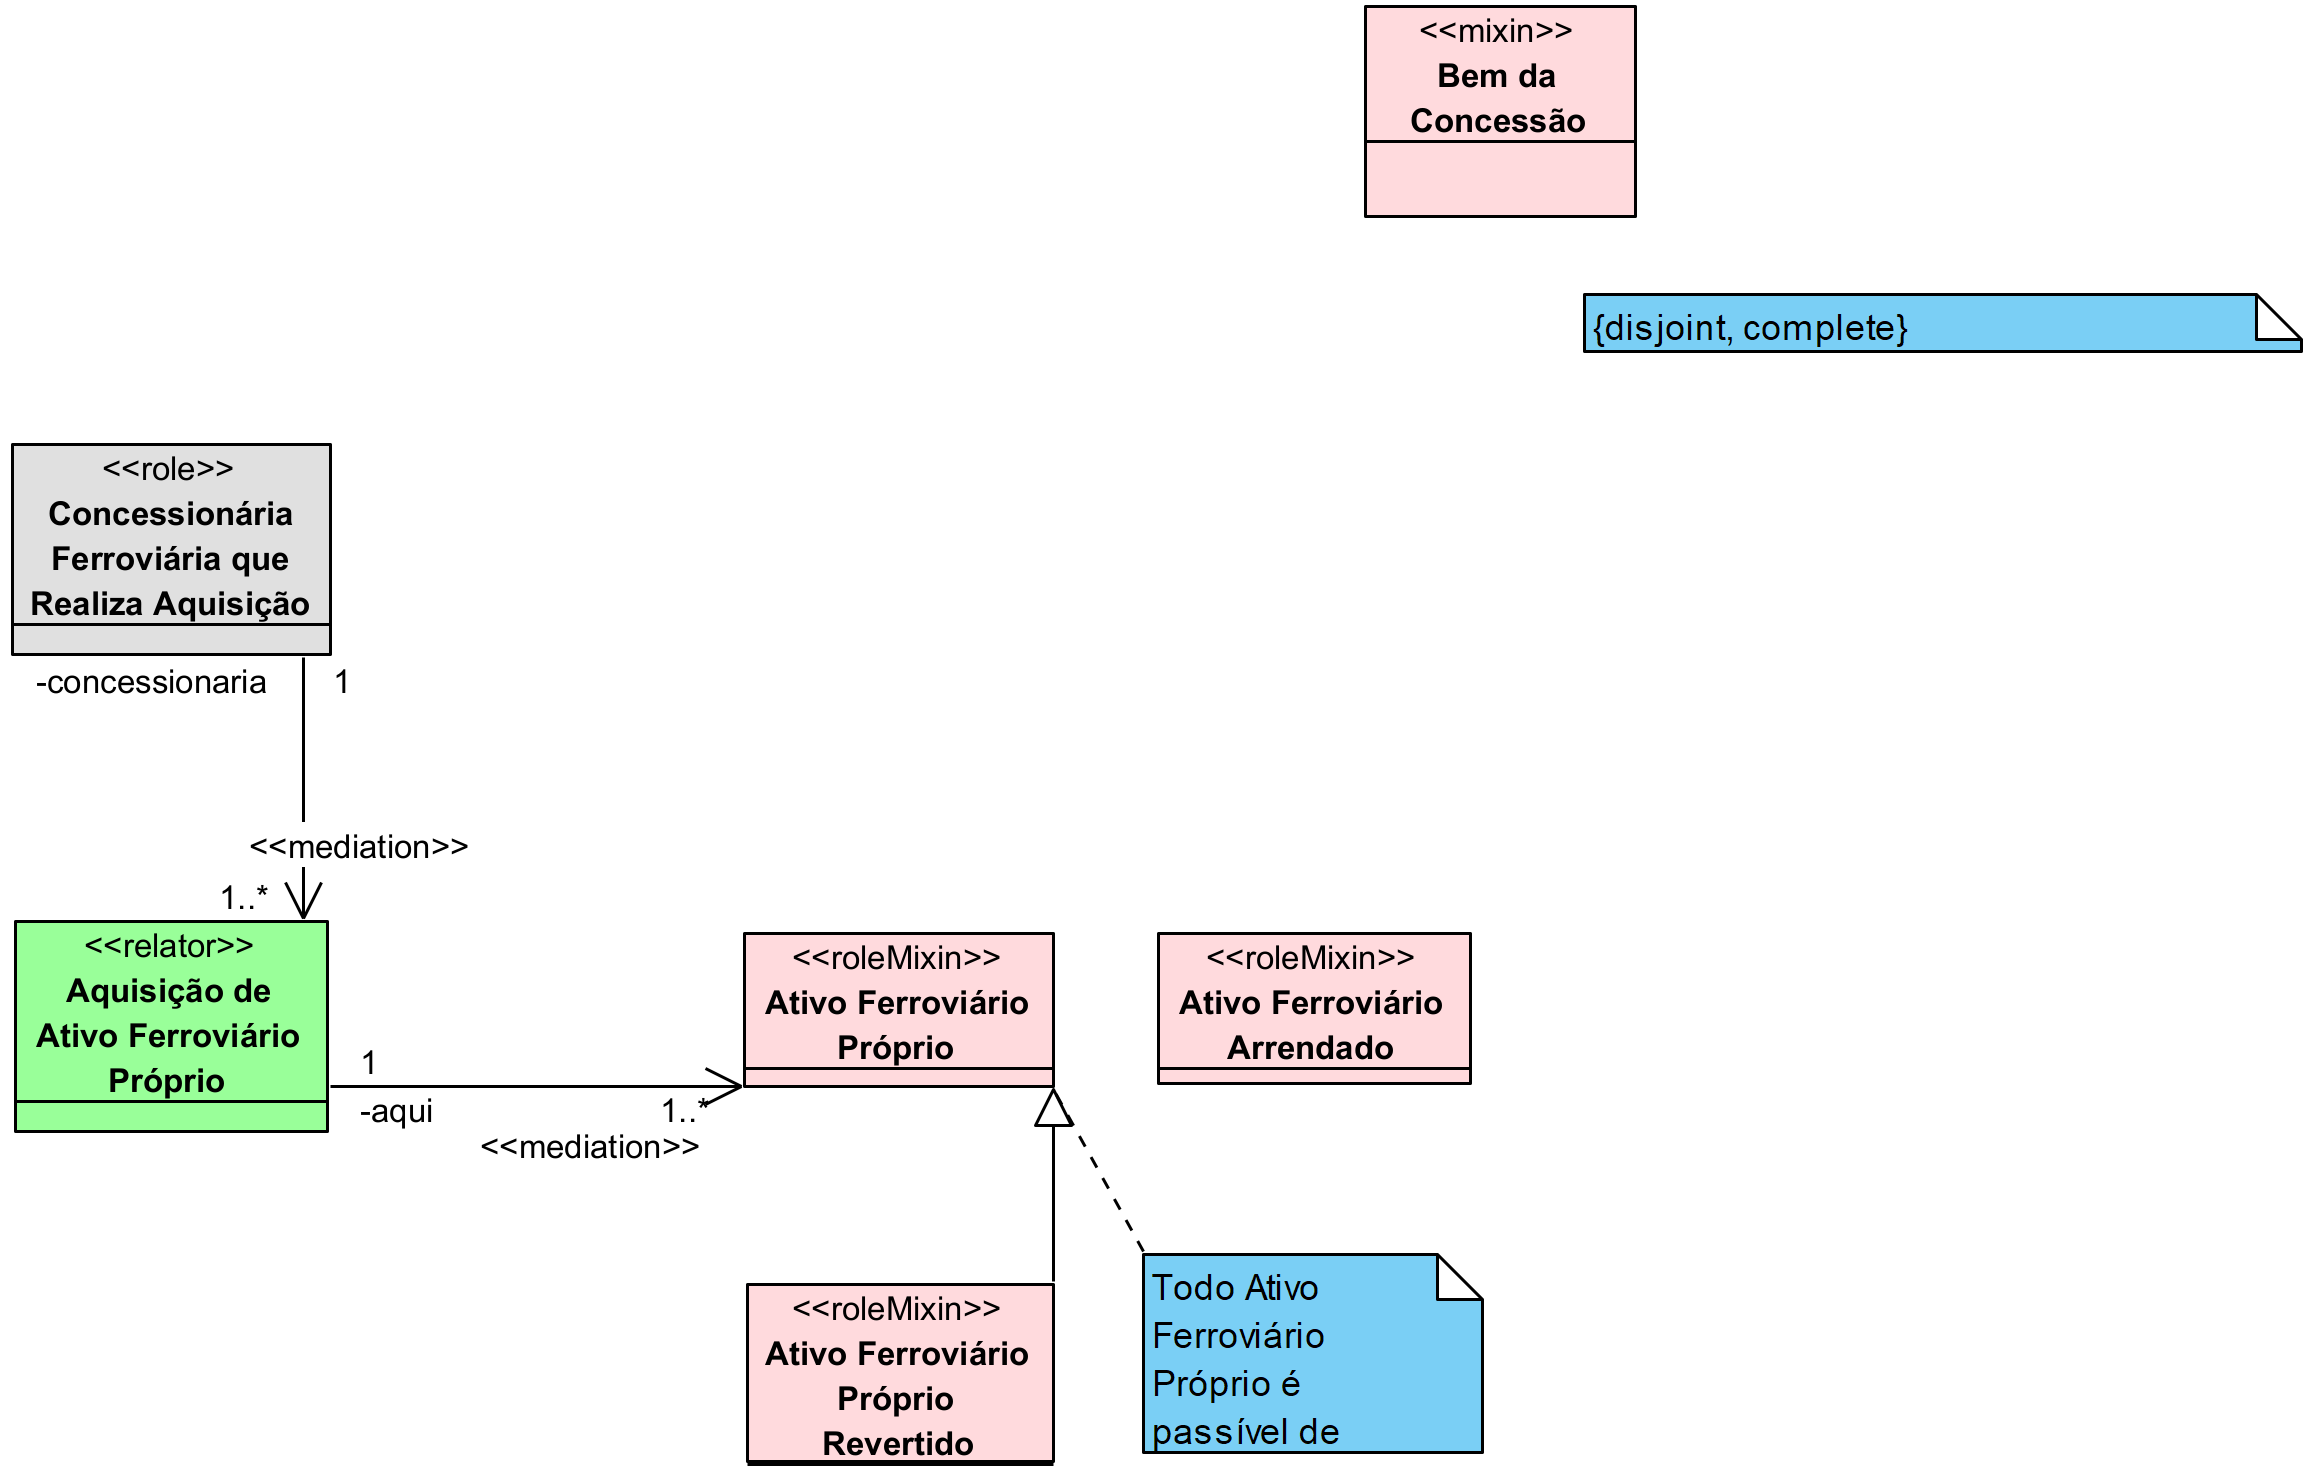 <<mixin>>
Bem da
Concessão
{disjoint, complete}
<<role>>
Concessionária
Ferroviária que
Realiza Aquisição
-concessionaria
1
<<mediation>>
1..*
<<relator>>
Aquisição de
Ativo Ferroviário
Próprio
1
-aqui
1..*
<<mediation>>
<<roleMixin>>
Ativo Ferroviário
Próprio
<<roleMixin>>
Ativo Ferroviário
Arrendado
<<roleMixin>>
Ativo Ferroviário
Próprio
Revertido
Todo Ativo
Ferroviário
Próprio é
passível de